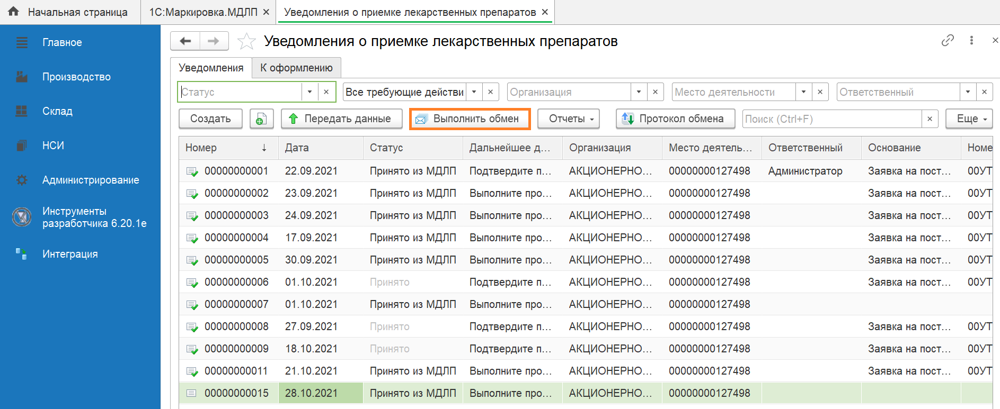 Начальная страница 1С:Маркировка.МДЛП × Уведомления о приемке лекарственных препаратов ×
Главное
Производство
Склад
НСИ
Администрирование
Инструменты
разработчика 6.20.1e
Интеграция
Уведомления о приемке лекарственных препаратов
Уведомления К оформлению
Статус Все требующие действи Организация Место деятельности Ответственный
Создать Передать данные Выполнить обмен Отчеты Протокол обмена Поиск (Ctrl+F) × Еще
Номер ↓ Дата Статус Дальнейшее д... Организация Место деятель... Ответственный Основание Номе
00000000001 22.09.2021 Принято из МДЛП Подтвердите п... АКЦИОНЕРНО... 00000000127498 Администратор Заявка на пост... 00УТ
00000000002 23.09.2021 Принято из МДЛП Выполните про... АКЦИОНЕРНО... 00000000127498 Заявка на пост... 00УТ
00000000003 24.09.2021 Принято из МДЛП Выполните про... АКЦИОНЕРНО... 00000000127498 Заявка на пост... 00УТ
00000000004 17.09.2021 Принято из МДЛП Выполните про... АКЦИОНЕРНО... 00000000127498 Заявка на пост... 00УТ
00000000005 30.09.2021 Принято из МДЛП Выполните про... АКЦИОНЕРНО... 00000000127498 Заявка на пост... 00УТ
00000000006 01.10.2021 Принято Подтвердите п... АКЦИОНЕРНО... 00000000127498 Заявка на пост... 00УТ
00000000007 01.10.2021 Принято из МДЛП Выполните про... АКЦИОНЕРНО... 00000000127498
00000000008 27.09.2021 Принято Подтвердите п... АКЦИОНЕРНО... 00000000127498 Заявка на пост... 00УТ
00000000009 18.10.2021 Принято Подтвердите п... АКЦИОНЕРНО... 00000000127498 Заявка на пост... 00УТ
00000000011 21.10.2021 Принято из МДЛП Выполните про... АКЦИОНЕРНО... 00000000127498 Заявка на пост... 00УТ
00000000015 28.10.2021 Принято из МДЛП Выполните про... АКЦИОНЕРНО... 00000000127498